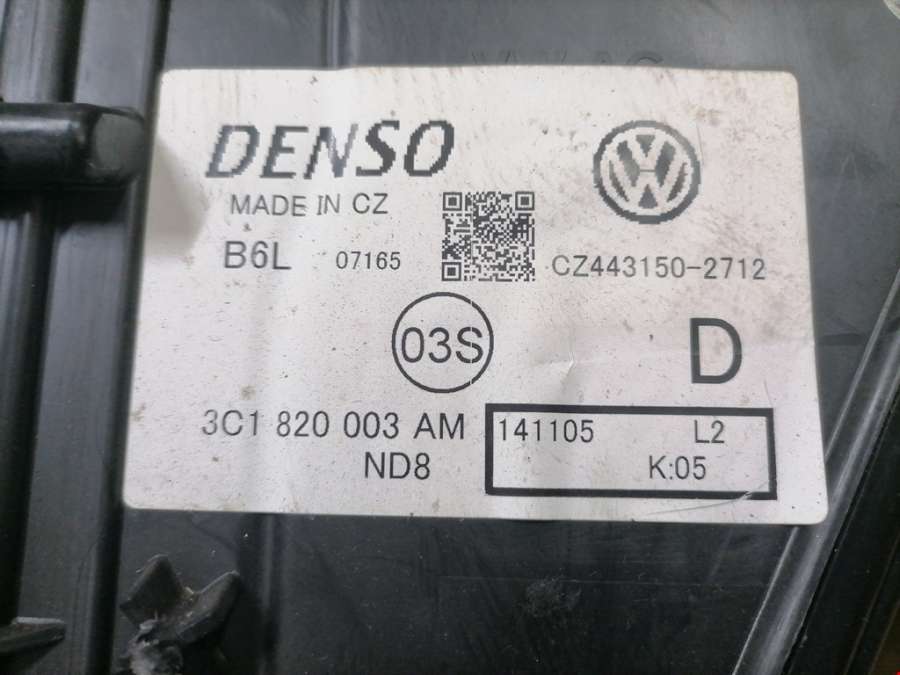 DENSO
MADE IN CZ
B6L 07165 CZ443150-2712
03S
D
3C1 820 003 AM
ND8
141105 L2
K:05